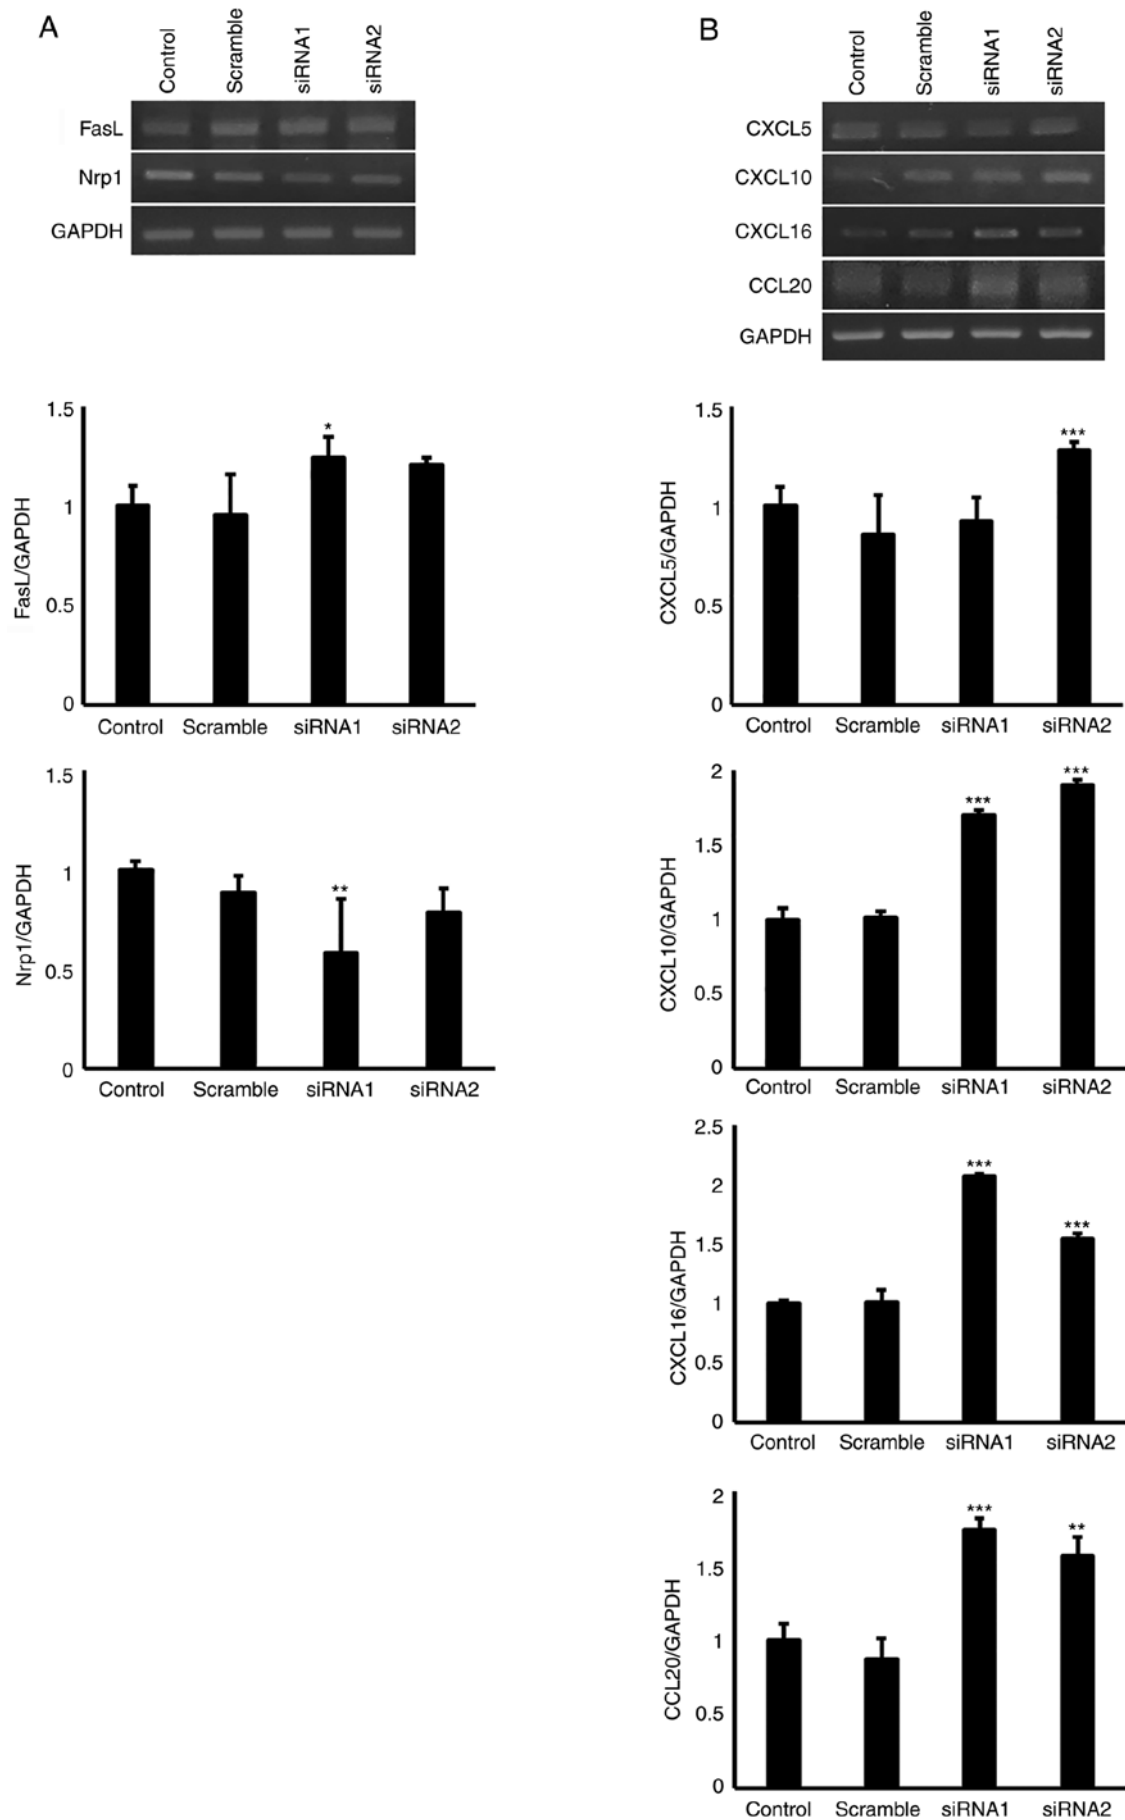 A
Control
Scramble
siRNA1
siRNA2
FasL
Nrp1
GAPDH
1.5
1
0.5
0
FasL/GAPDH
*
Control Scramble siRNA1 siRNA2
1.5
1
0.5
0
Nrp1/GAPDH
**
Control Scramble siRNA1 siRNA2
B
Control
Scramble
siRNA1
siRNA2
CXCL5
CXCL10
CXCL16
CCL20
GAPDH
1.5
1
0.5
0
CXCL5/GAPDH
***
Control Scramble siRNA1 siRNA2
2
1.5
1
0.5
0
CXCL10/GAPDH
*** ***
Control Scramble siRNA1 siRNA2
2.5
2
1.5
1
0.5
0
CXCL16/GAPDH
*** ***
Control Scramble siRNA1 siRNA2
2
1.5
1
0.5
0
CCL20/GAPDH
*** **
Control Scramble siRNA1 siRNA2